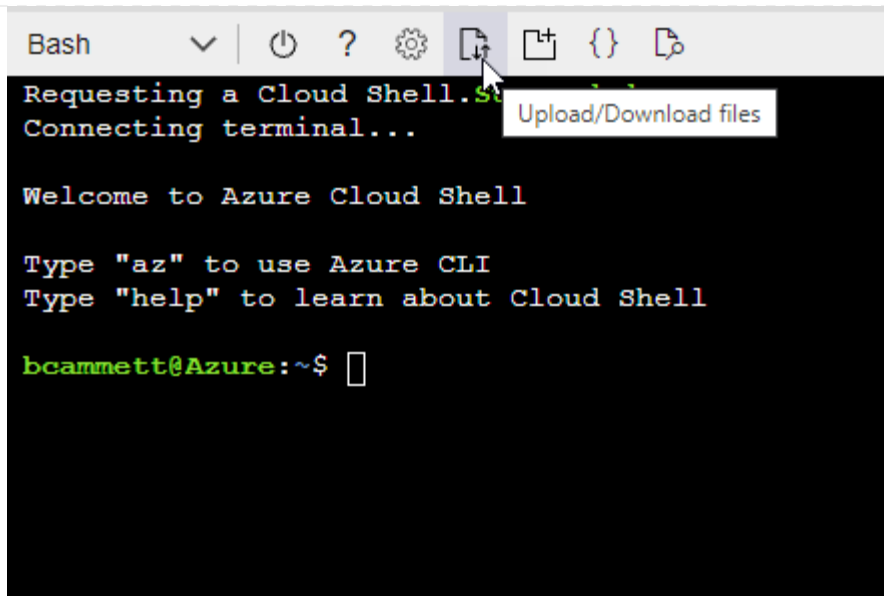 Bash
?
{}
Requesting a Cloud Shell.
Upload/Download files
Connecting terminal...
Welcome to Azure Cloud Shell
Type "az" to use Azure CLI
Type "help" to learn about Cloud Shell
bcammett@Azure:~$